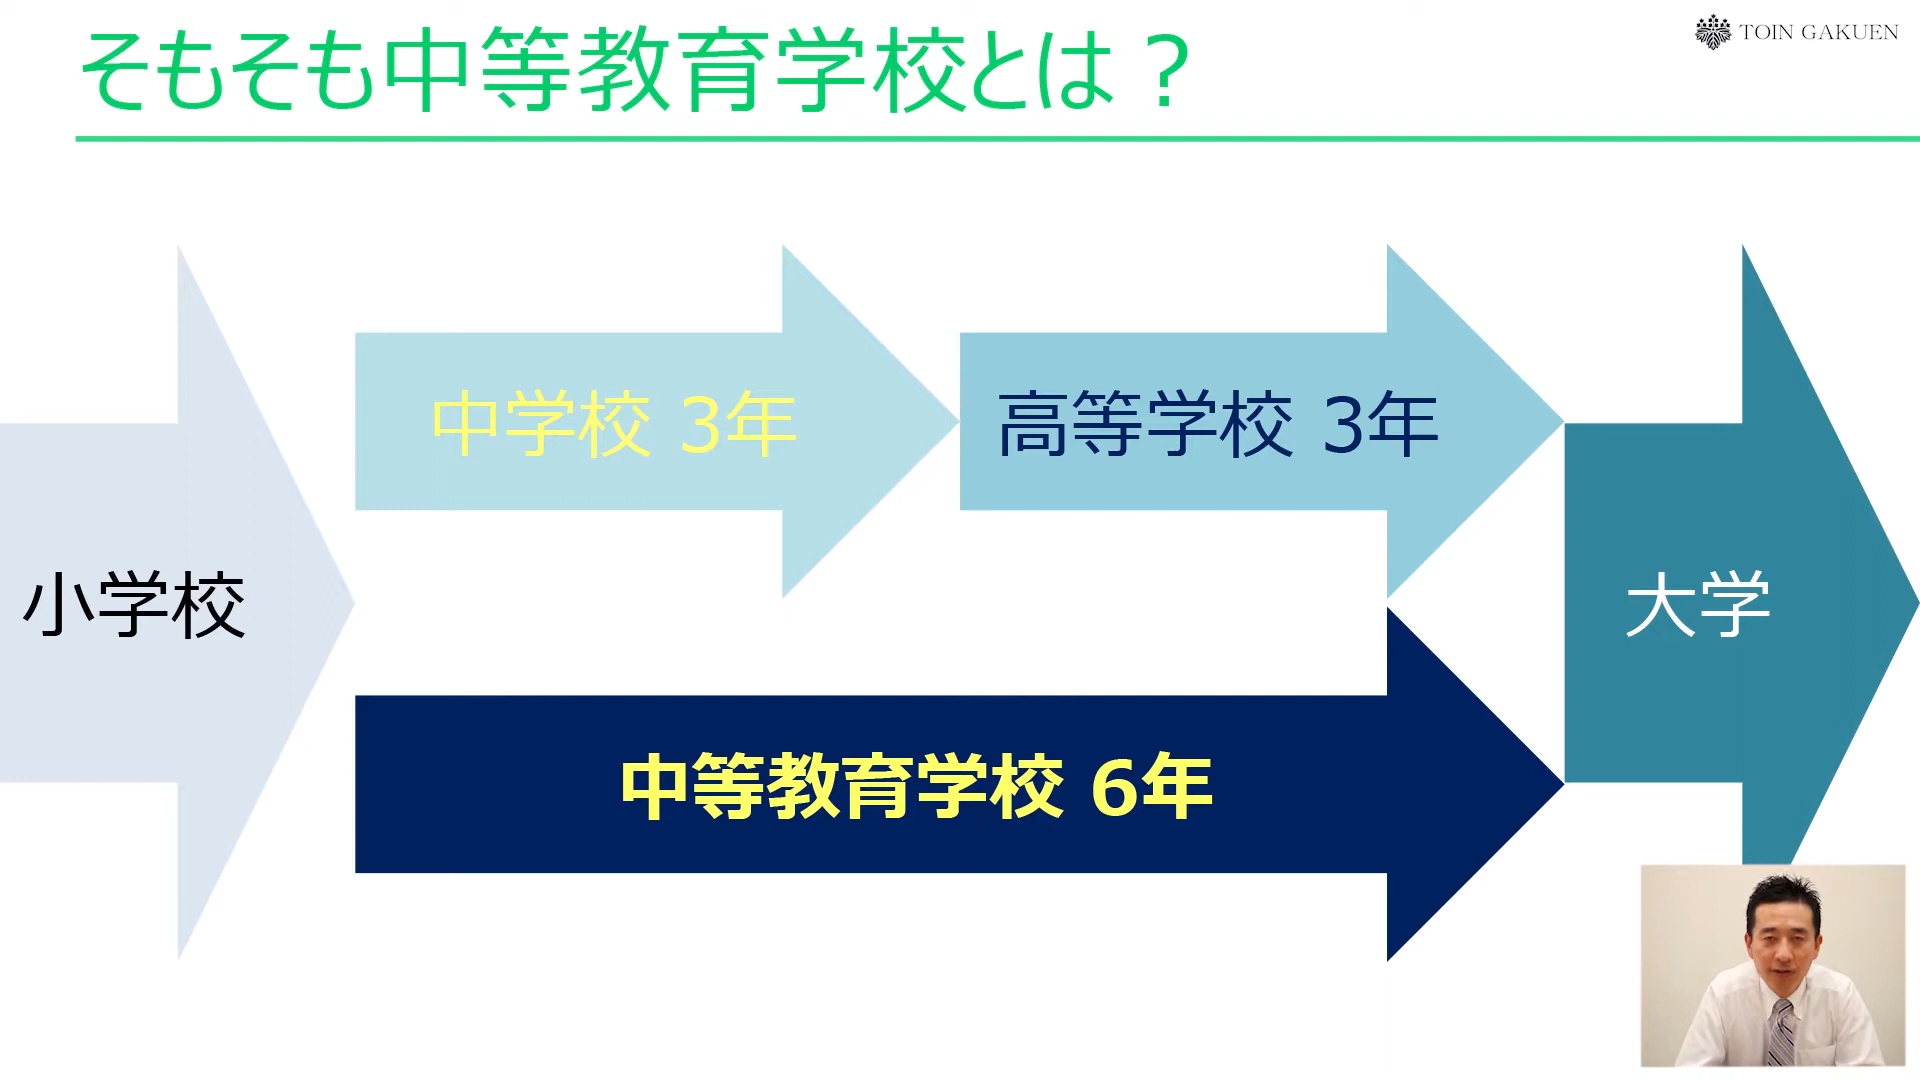 そもそも中等教育学校とは？
TOIN GAKUEN
中学校 3年
高等学校 3年
小学校
大学
中等教育学校 6年